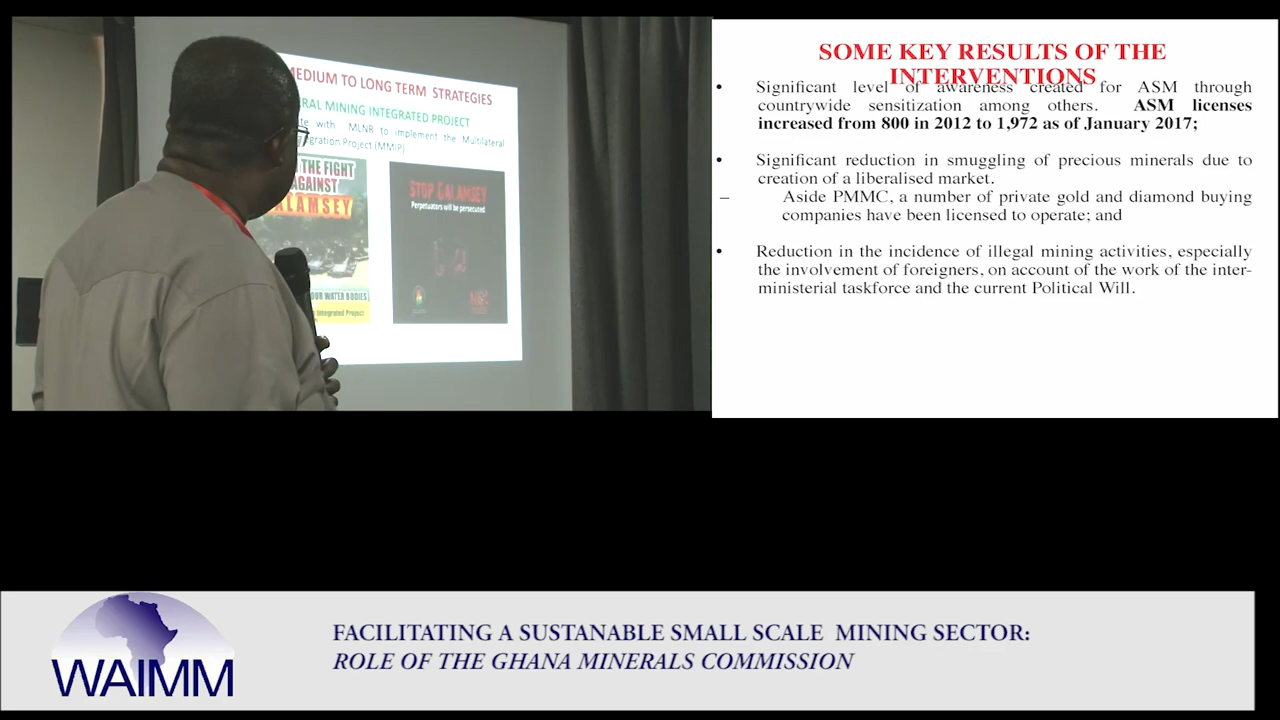 MEDIUM TO LONG TERM STRATEGIES
RAL MINING INTEGRATED PROJECT
te with MLNR to implement the Multilateral
gration Project (MMIP)
THE FIGHT
AGAINST
ALAMSEY
OUR WATER BODIES
Integrated Project
STOP GALAMSEY
Perpetuators will be persecuted
SOME KEY RESULTS OF THE
INTERVENTIONS
• Significant level of awareness created for ASM through
countrywide sensitization among others. ASM licenses
increased from 800 in 2012 to 1,972 as of January 2017;
• Significant reduction in smuggling of precious minerals due to
creation of a liberalised market.
– Aside PMMC, a number of private gold and diamond buying
companies have been licensed to operate; and
• Reduction in the incidence of illegal mining activities, especially
the involvement of foreigners, on account of the work of the inter-
ministerial taskforce and the current Political Will.
WAIMM
FACILITATING A SUSTANABLE SMALL SCALE MINING SECTOR:
ROLE OF THE GHANA MINERALS COMMISSION